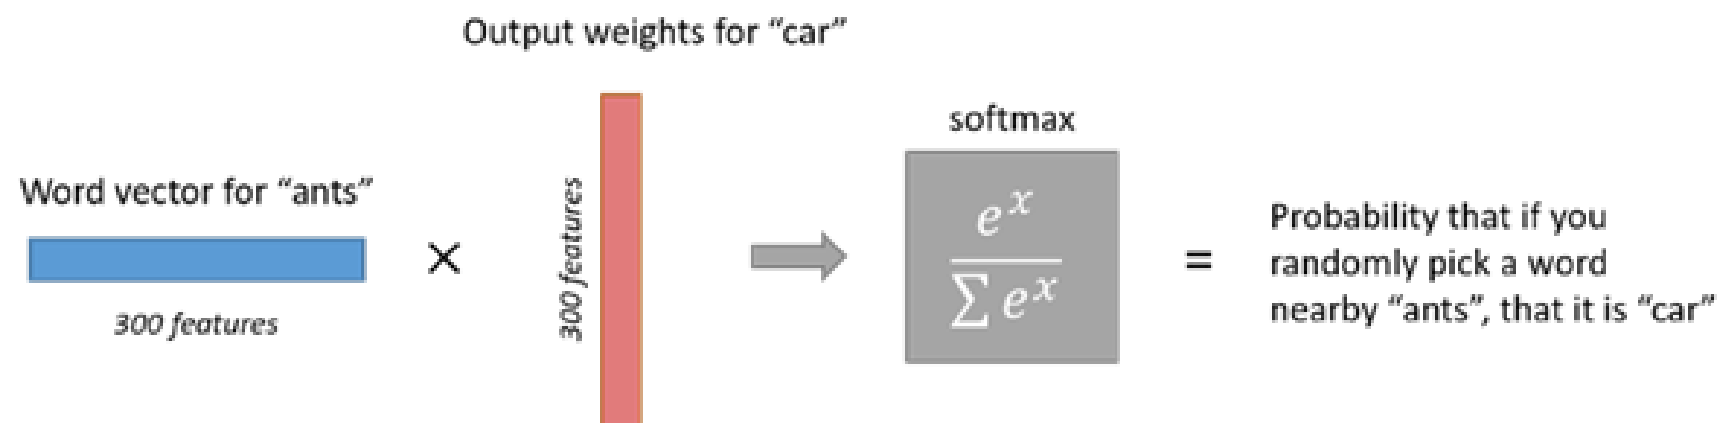 Output weights for “car”
softmax
Word vector for “ants”
300 features
×
300 features
e^x
∑ e^x
=
Probability that if you
randomly pick a word
nearby “ants”, that it is “car”